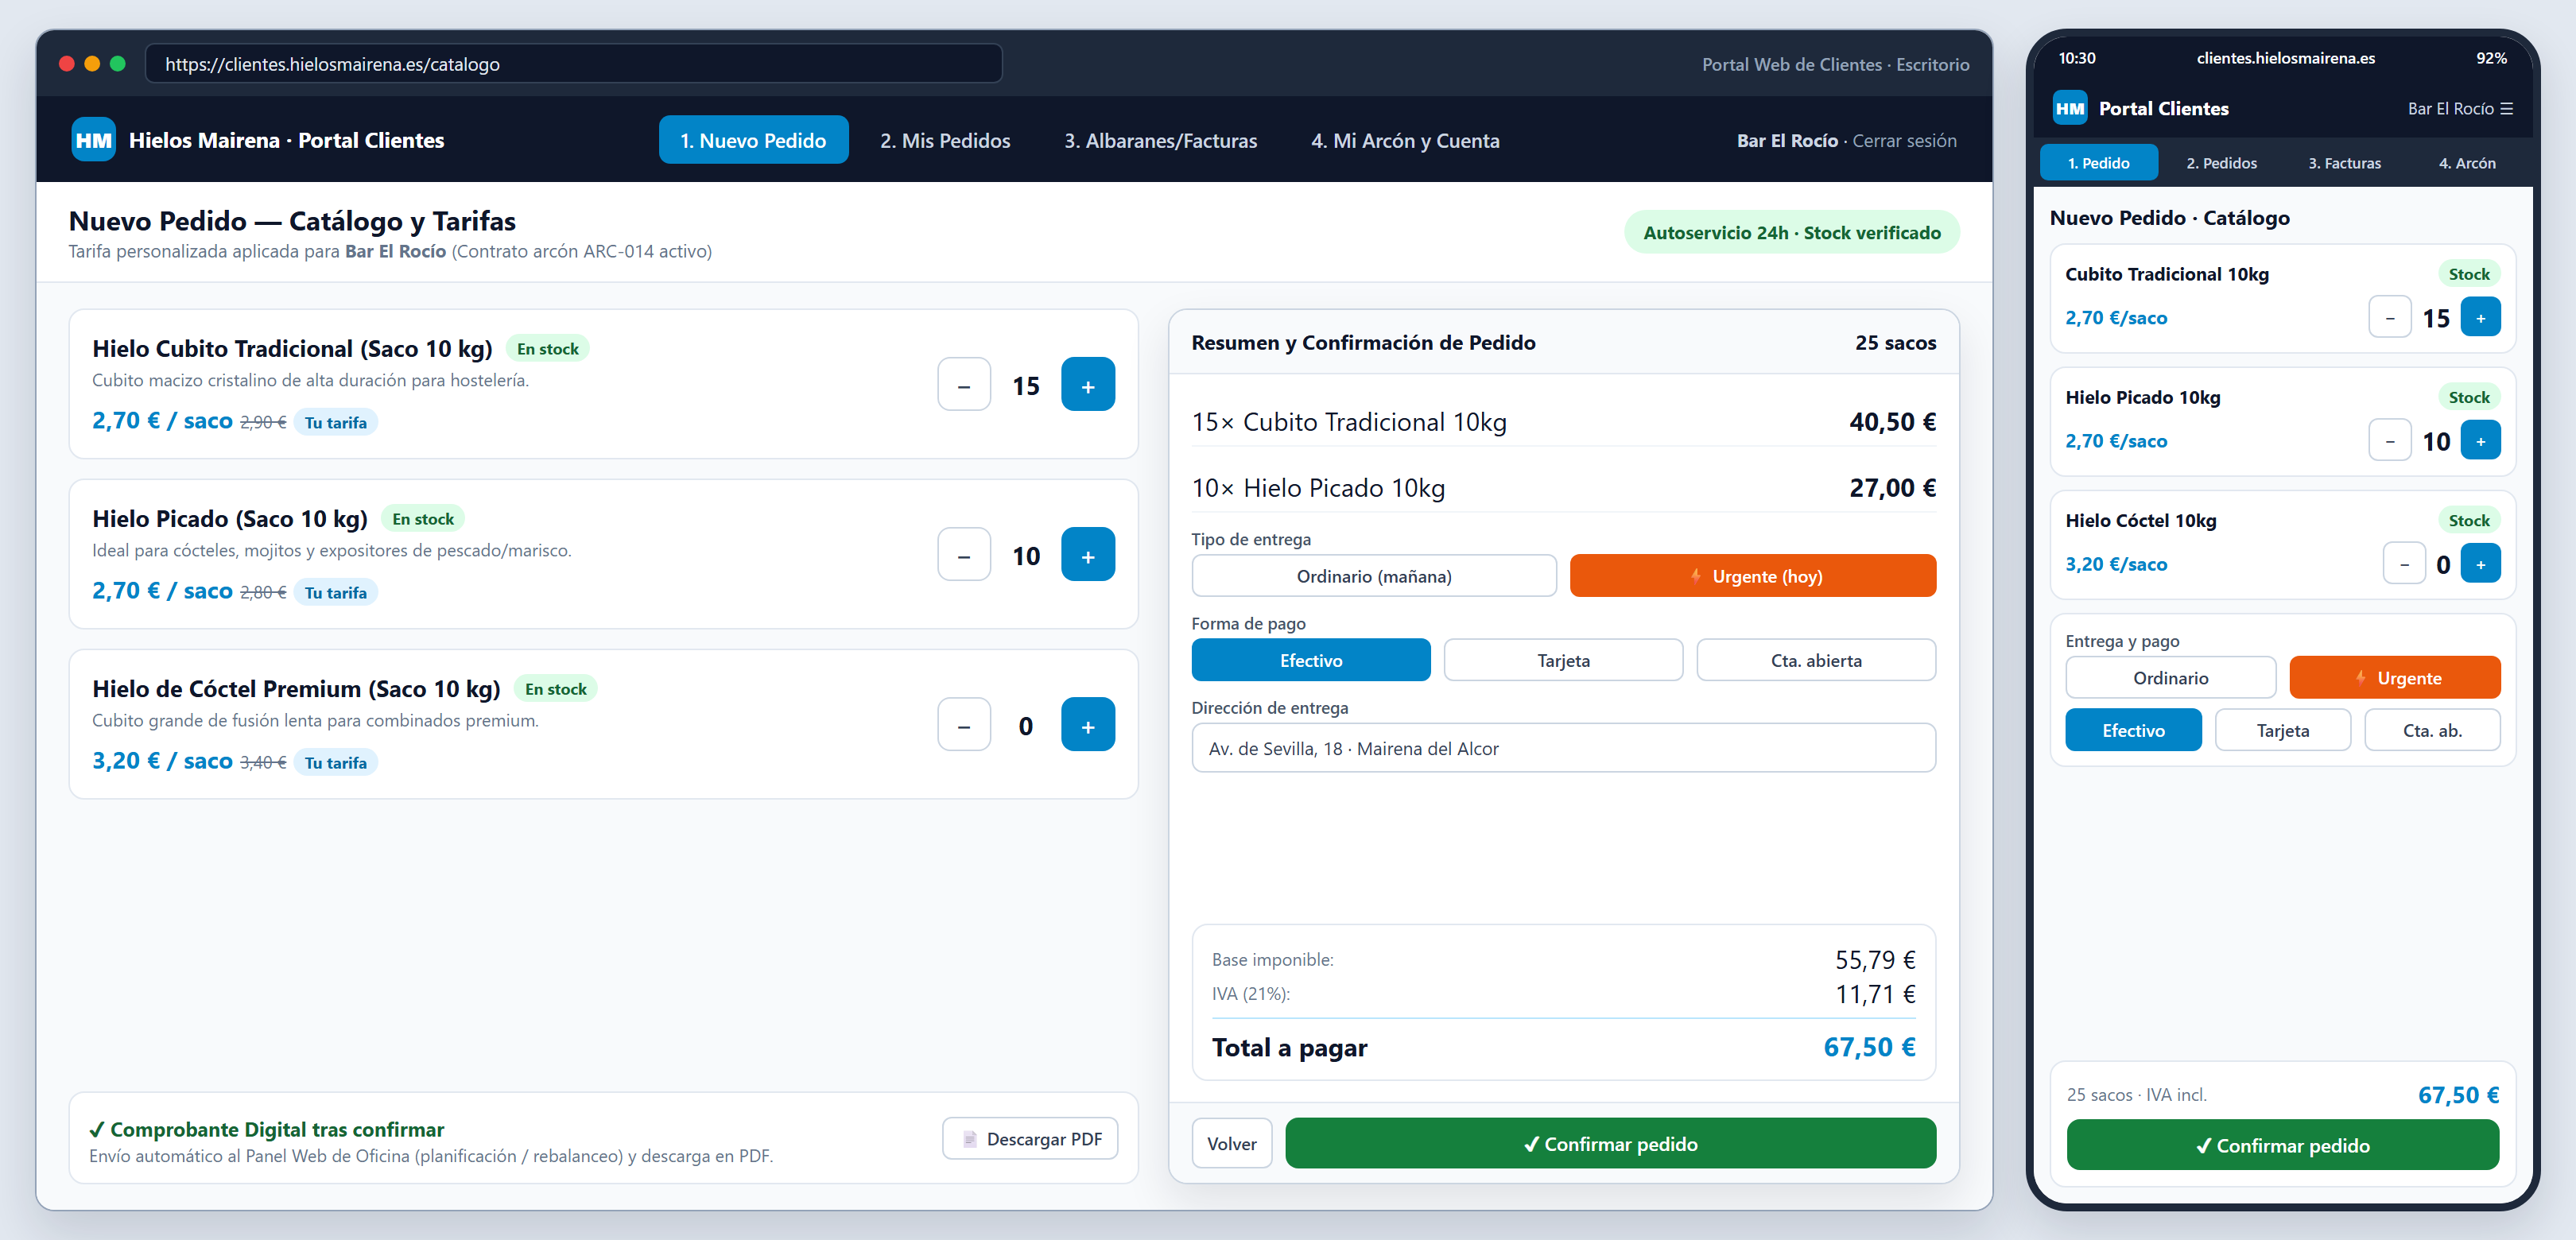 https://clientes.hielosmairena.es/catalogo
Portal Web de Clientes · Escritorio
HM Hielos Mairena · Portal Clientes
1. Nuevo Pedido
2. Mis Pedidos
3. Albaranes/Facturas
4. Mi Arcón y Cuenta
Bar El Rocío · Cerrar sesión
Nuevo Pedido — Catálogo y Tarifas
Tarifa personalizada aplicada para Bar El Rocío (Contrato arcón ARC-014 activo)
Autoservicio 24h · Stock verificado
Hielo Cubito Tradicional (Saco 10 kg) En stock
Cubito macizo cristalino de alta duración para hostelería.
2,70 € / saco 2,90 € Tu tarifa
− 15 +
Hielo Picado (Saco 10 kg) En stock
Ideal para cócteles, mojitos y expositores de pescado/marisco.
2,70 € / saco 2,80 € Tu tarifa
− 10 +
Hielo de Cóctel Premium (Saco 10 kg) En stock
Cubito grande de fusión lenta para combinados premium.
3,20 € / saco 3,40 € Tu tarifa
− 0 +
✓ Comprobante Digital tras confirmar
Envío automático al Panel Web de Oficina (planificación / rebalanceo) y descarga en PDF.
Descargar PDF
Resumen y Confirmación de Pedido 25 sacos
15× Cubito Tradicional 10kg 40,50 €
10× Hielo Picado 10kg 27,00 €
Tipo de entrega
Ordinario (mañana) Urgente (hoy)
Forma de pago
Efectivo Tarjeta Cta. abierta
Dirección de entrega
Av. de Sevilla, 18 · Mairena del Alcor
Base imponible: 55,79 €
IVA (21%): 11,71 €
Total a pagar 67,50 €
Volver ✓ Confirmar pedido
10:30 clientes.hielosmairena.es 92%
HM Portal Clientes Bar El Rocío ☰
1. Pedido 2. Pedidos 3. Facturas 4. Arcón
Nuevo Pedido · Catálogo
Cubito Tradicional 10kg Stock
2,70 €/saco − 15 +
Hielo Picado 10kg Stock
2,70 €/saco − 10 +
Hielo Cóctel 10kg Stock
3,20 €/saco − 0 +
Entrega y pago
Ordinario Urgente
Efectivo Tarjeta Cta. ab.
25 sacos · IVA incl. 67,50 €
✓ Confirmar pedido